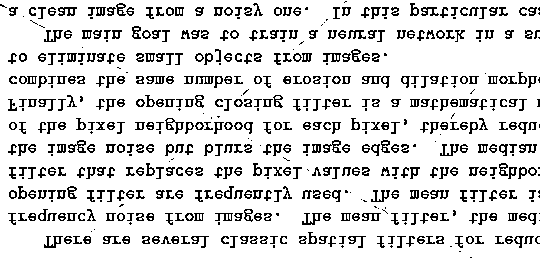 There are several classic spatial filters for reduc
frequency noise from images. The mean filter, the medi
opening filter are frequently used. The mean filter is
filter that replaces the pixel values with the neighbor
the image noise but blurs the image edges. The median
of the pixel neighborhood for each pixel, thereby reduc
Finally, the opening closing filter is a mathematical m
combines the same number of erosion and dilation morpho
to eliminate small objects from images.
The main goal was to train a neural network in a su
a clean image from a noisy one. In this particular cas